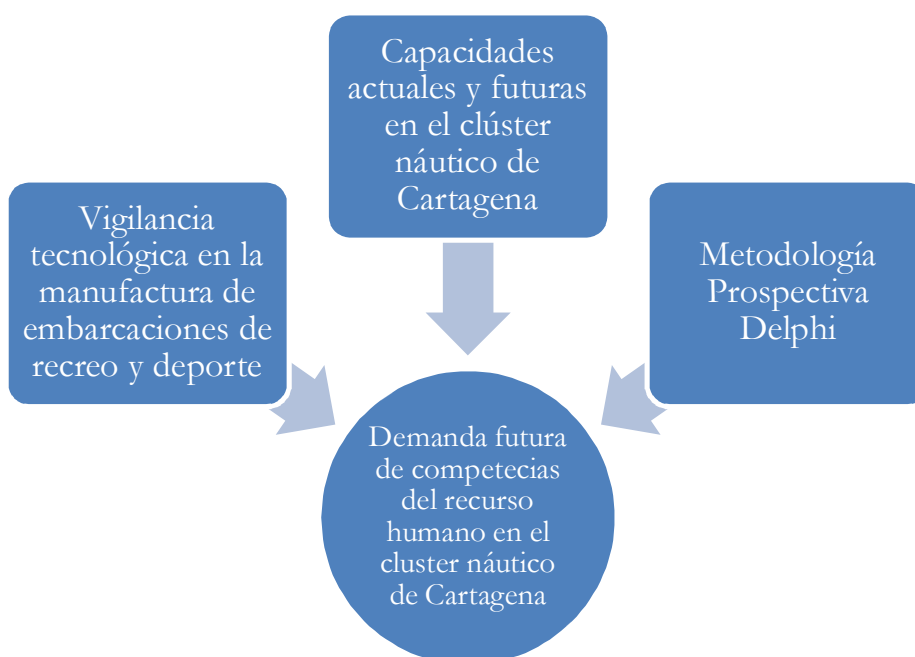 Capacidades
actuales y futuras
en el clúster
náutico de
Cartagena
Vigilancia
tecnológica en la
manufactura de
embarcaciones de
recreo y deporte
Metodología
Prospectiva
Delphi
Demanda futura
de competecias
del recurso
humano en el
cluster náutico
de Cartagena